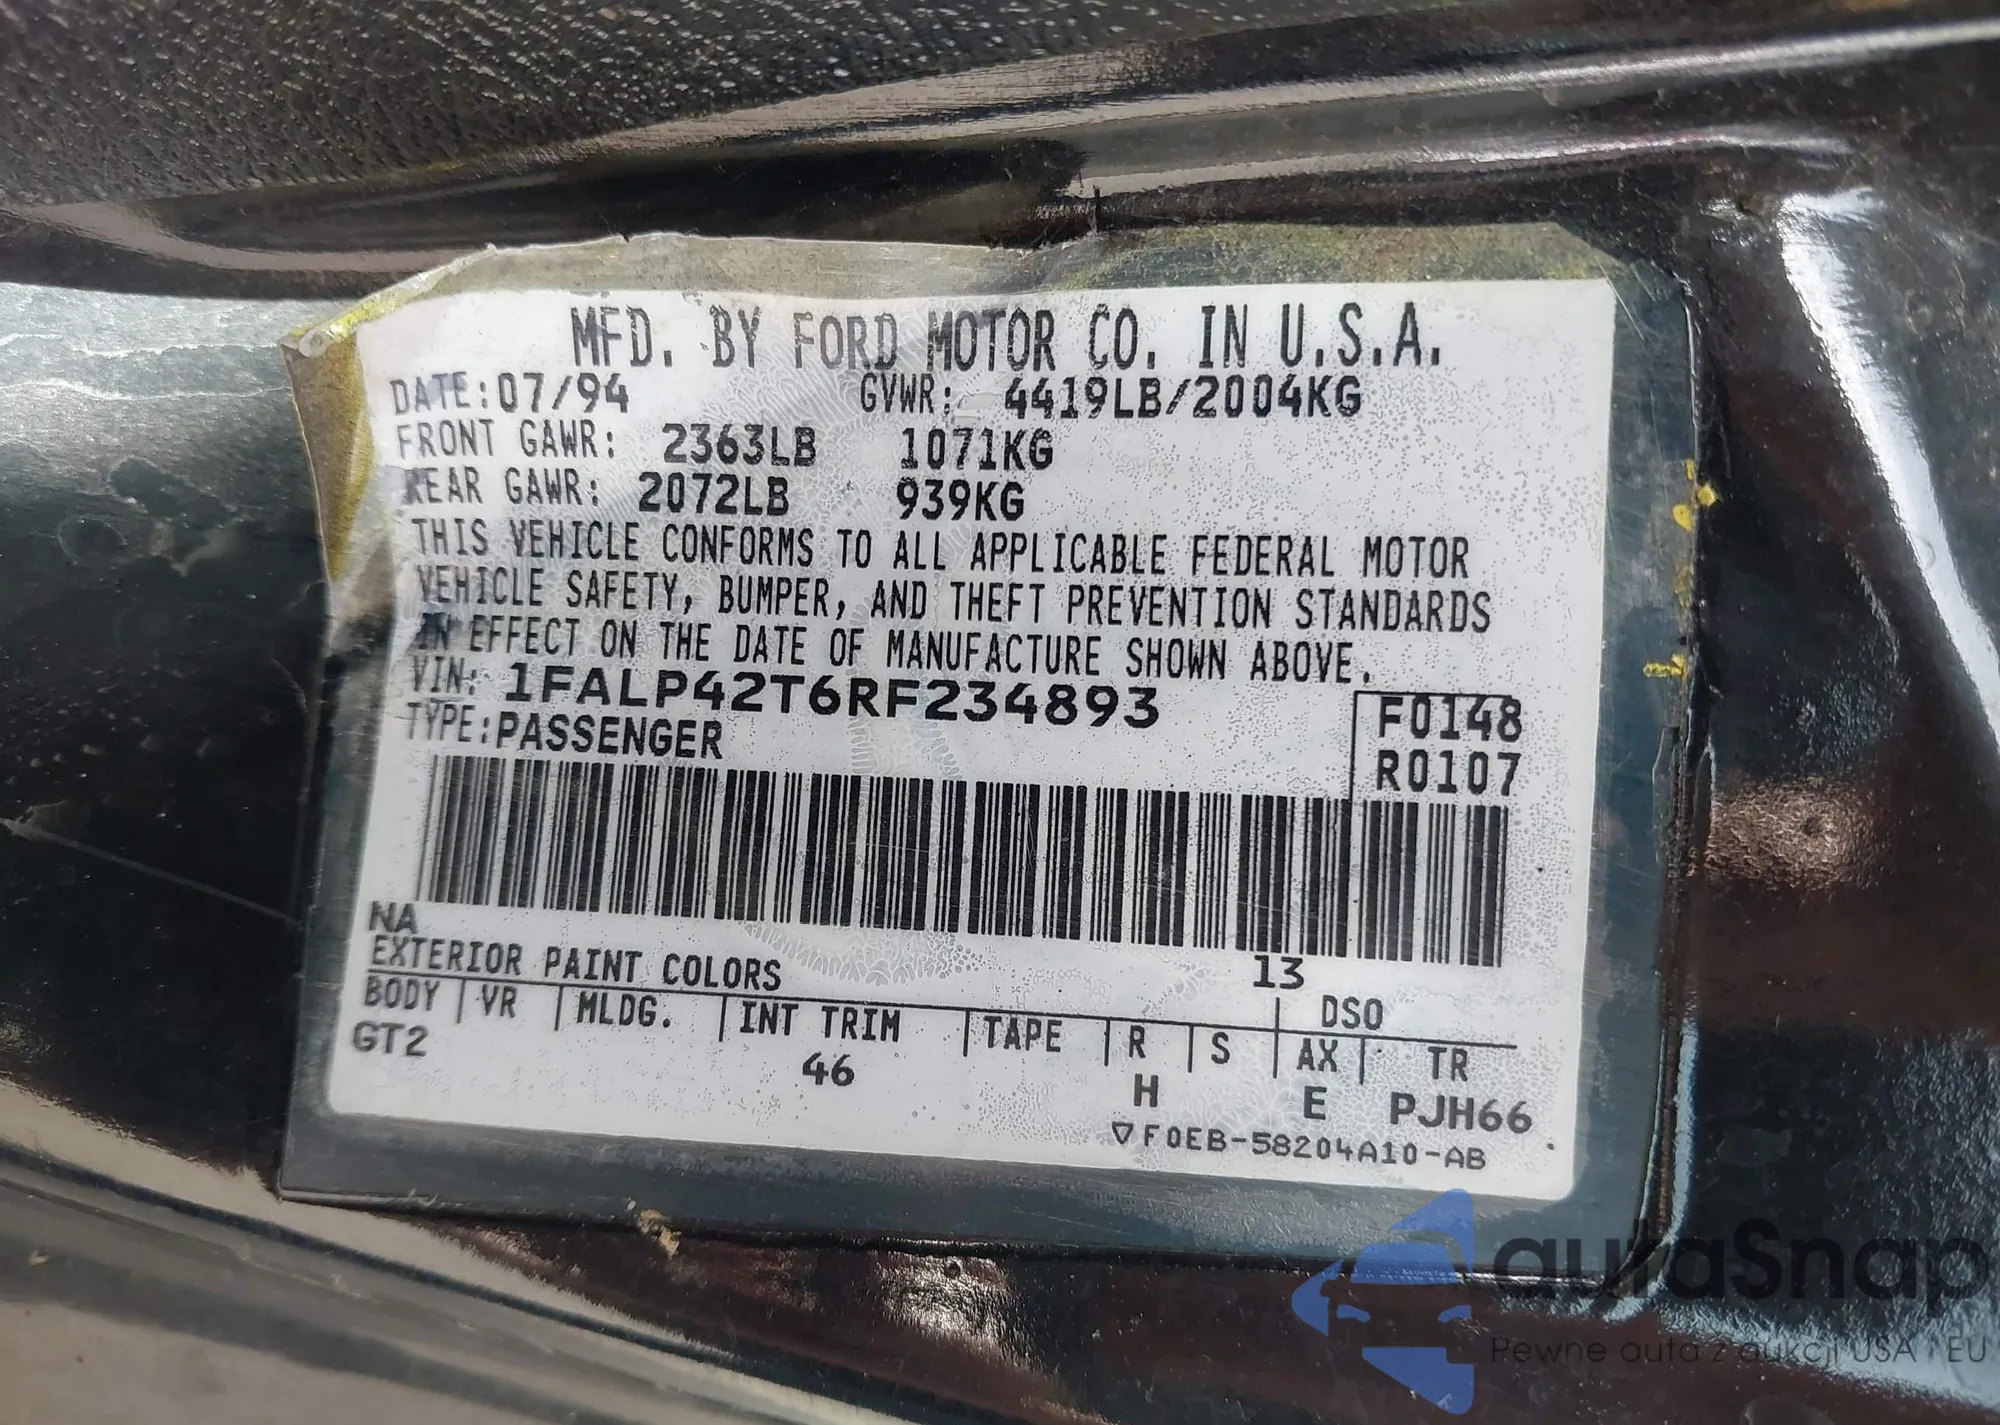 MFD. BY FORD MOTOR CO. IN U.S.A.
DATE: 07/94 GVWR: 4419LB/2004KG
FRONT GAWR: 2363LB 1071KG
REAR GAWR: 2072LB 939KG
THIS VEHICLE CONFORMS TO ALL APPLICABLE FEDERAL MOTOR
VEHICLE SAFETY, BUMPER, AND THEFT PREVENTION STANDARDS
IN EFFECT ON THE DATE OF MANUFACTURE SHOWN ABOVE.
VIN: 1FALP42T6RF234893
TYPE: PASSENGER
F0148
R0107
NA
EXTERIOR PAINT COLORS 13
BODY VR MLDG. INT TRIM TAPE R S AX TR
DSO
GT2 46 H E PJH66
▽F0EB-58204A10-AB
autaSnap
Pewne auta z aukcji USA i EU